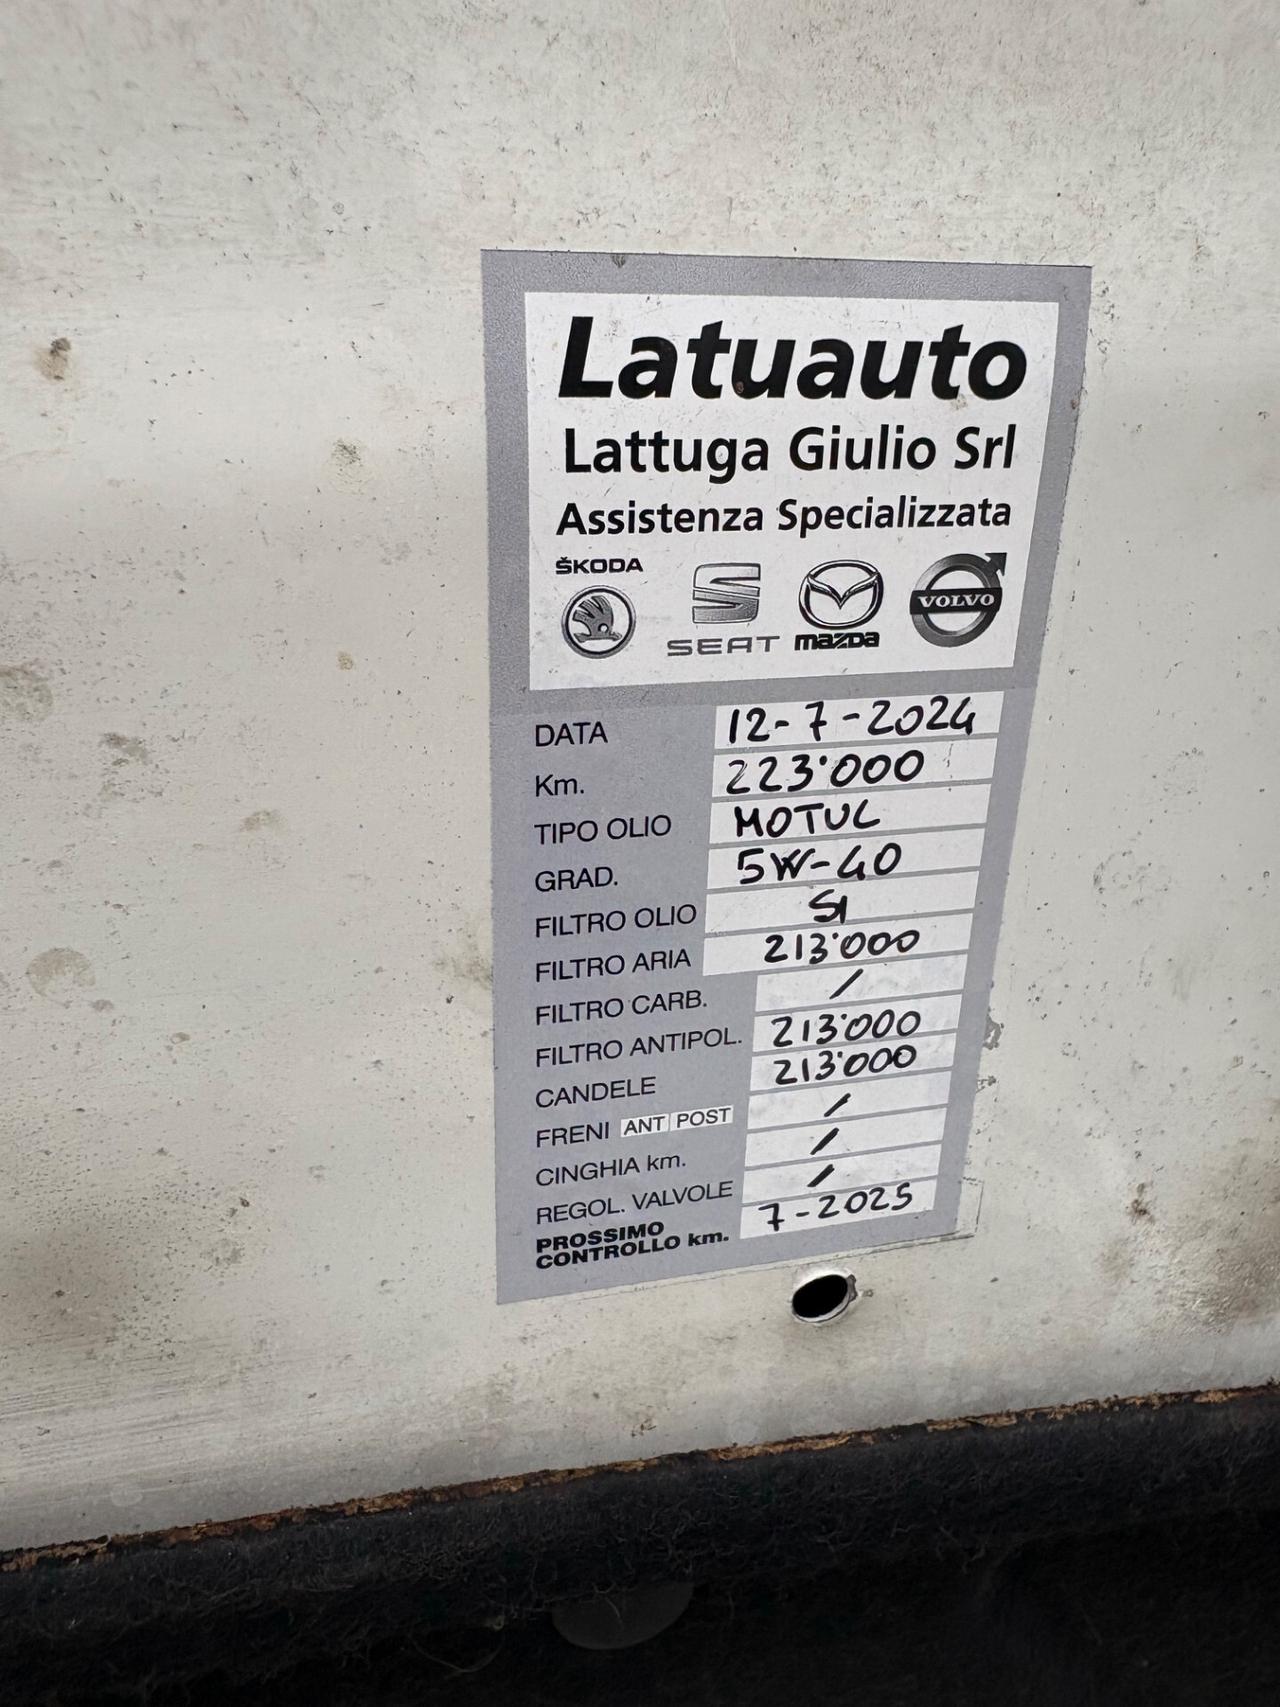 Latuauto
Lattuga Giulio Srl
Assistenza Specializzata
ŠKODA
SEAT mazda VOLVO
DATA 12-7-2024
Km. 223'000
TIPO OLIO MOTUL
GRAD. 5W-40
FILTRO OLIO SI
FILTRO ARIA 213'000
FILTRO CARB. /
FILTRO ANTIPOL. 213'000
CANDELE 213'000
FRENI ANT POST /
CINGHIA km. /
REGOL. VALVOLE /
PROSSIMO
CONTROLLO km. 7-2025